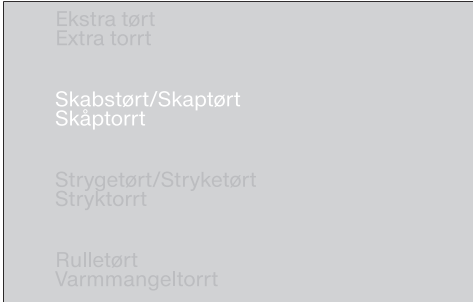 Ekstra tørt
Extra torrt
Skabstørt/Skaptørt
Skåptorrt
Strygetørt/Stryketørt
Stryktorrt
Rulletørt
Varmmangeltorrt